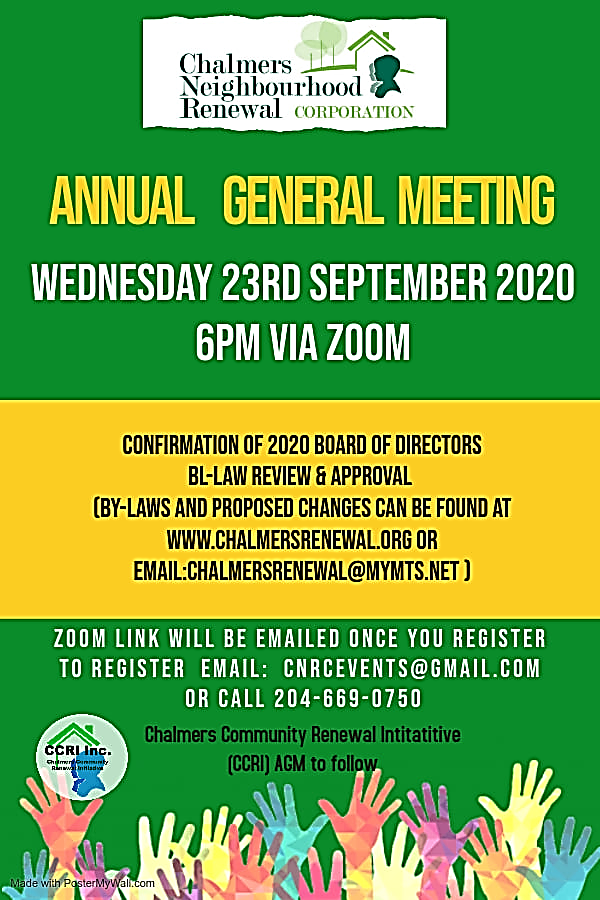 Chalmers
Neighbourhood
Renewal CORPORATION
ANNUAL GENERAL MEETING
WEDNESDAY 23RD SEPTEMBER 2020
6PM VIA ZOOM
CONFIRMATION OF 2020 BOARD OF DIRECTORS
BL-LAW REVIEW & APPROVAL
(BY-LAWS AND PROPOSED CHANGES CAN BE FOUND AT
WWW.CHALMERSRENEWAL.ORG OR
EMAIL:CHALMERSRENEWAL@MYMTS.NET )
ZOOM LINK WILL BE EMAILED ONCE YOU REGISTER
TO REGISTER EMAIL: CNRCEVENTS@GMAIL.COM
OR CALL 204-669-0750
Chalmers Community Renewal Intitatitive
(CCRI) AGM to follow
CCRI Inc.
Chalmers Community
Renewal Initiative
Made with PosterMyWall.com